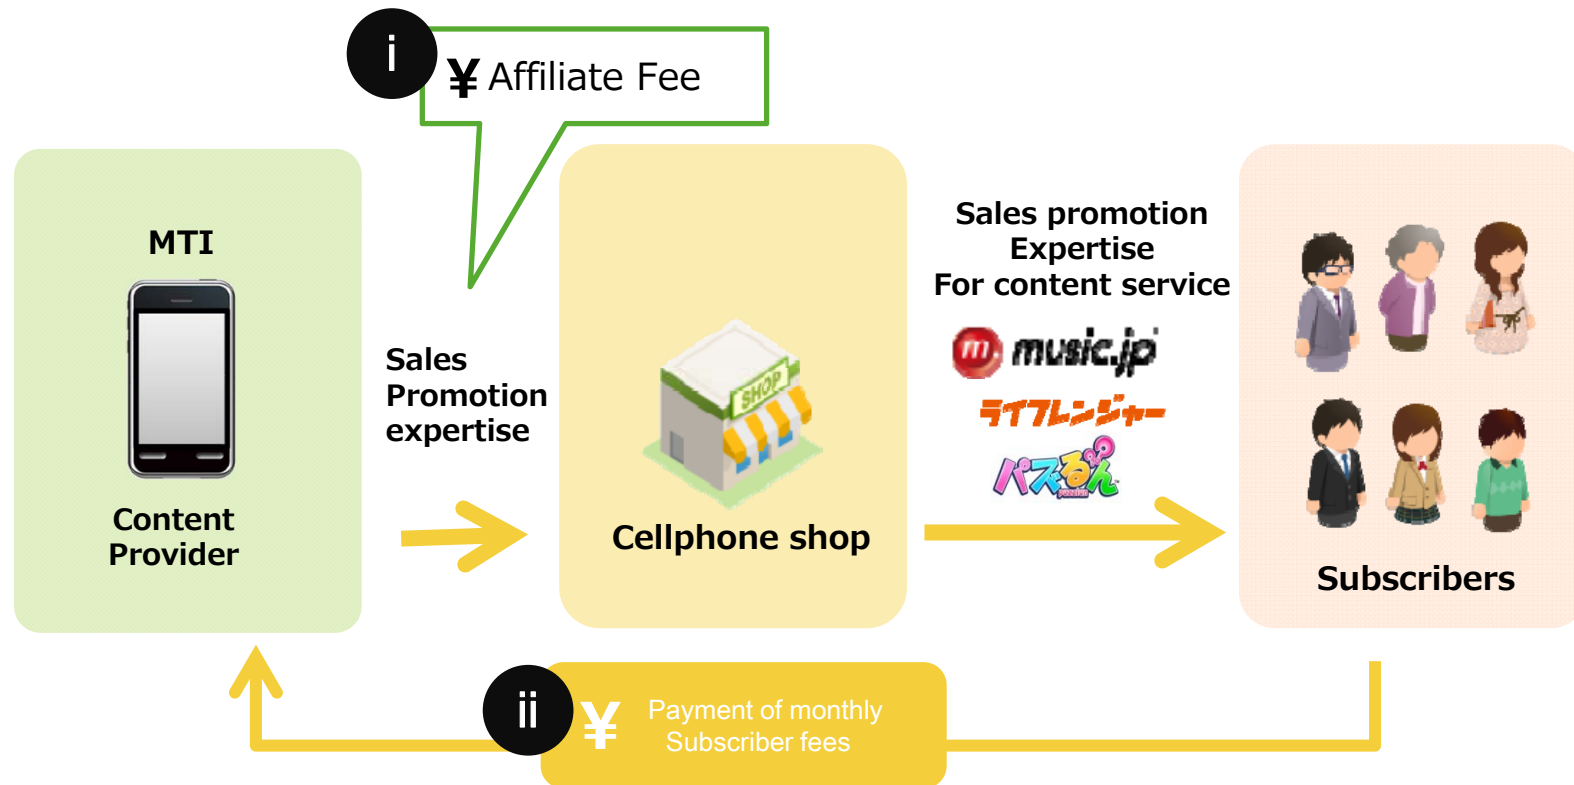 i
¥ Affiliate Fee
MTI
Content
Provider
Sales
Promotion
expertise
SHOP
Cellphone shop
Sales promotion
Expertise
For content service
m. music.jp
ライフレンジャー
パズるん
puzzlun
Subscribers
ii
¥ Payment of monthly
Subscriber fees